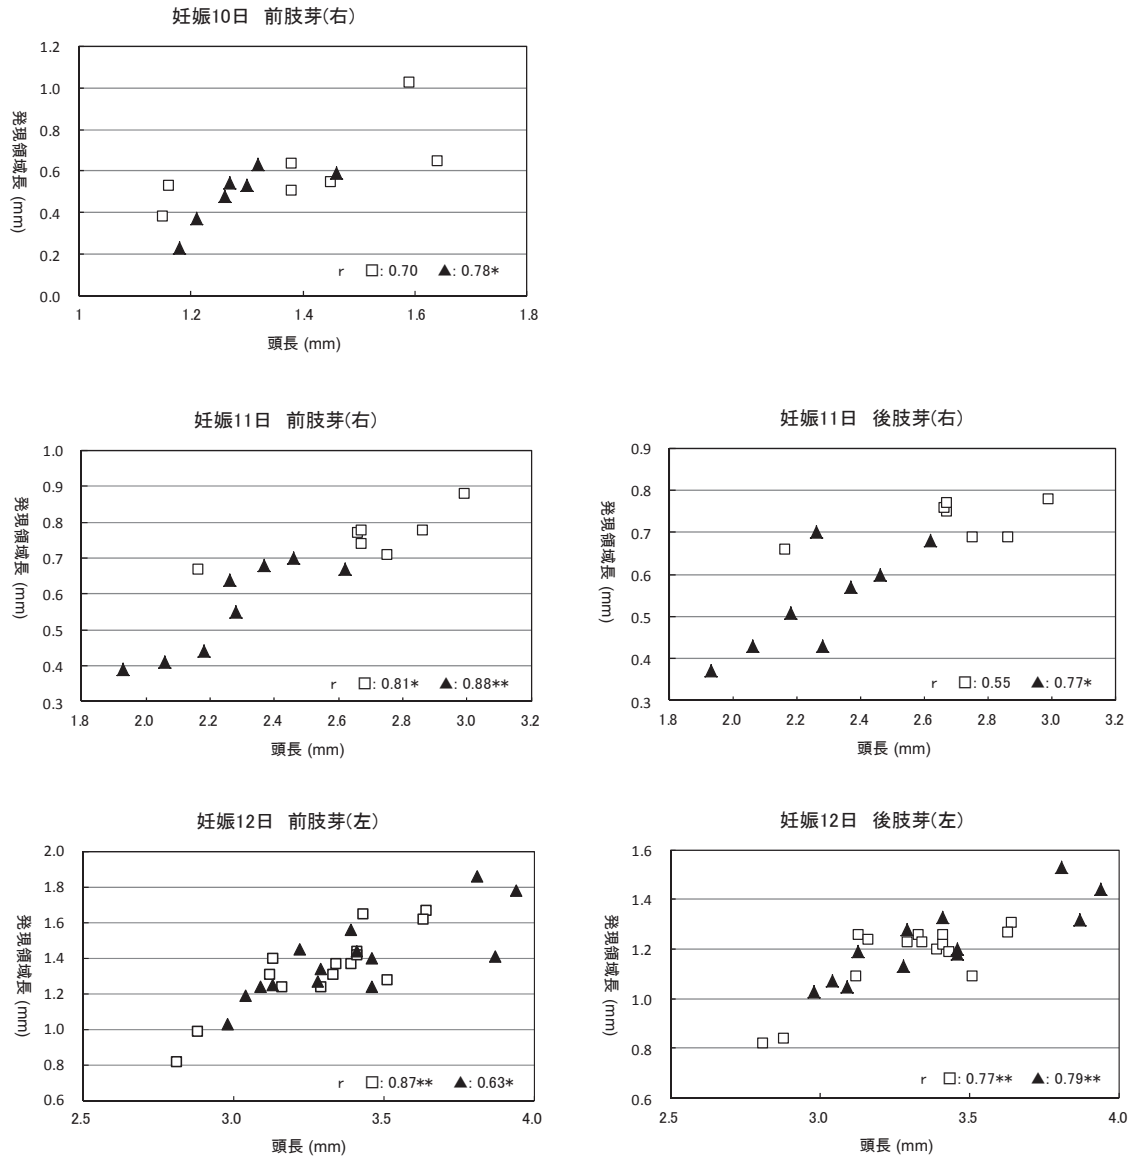 妊娠10日 前肢芽(右)
発現領域長 (mm)
1.2
1.0
0.8
0.6
0.4
0.2
0.0
r □: 0.70 ▲: 0.78*
1 1.2 1.4 1.6 1.8
頭長 (mm)
妊娠11日 前肢芽(右)
発現領域長 (mm)
1.0
0.9
0.8
0.7
0.6
0.5
0.4
0.3
r □: 0.81* ▲: 0.88**
1.8 2.0 2.2 2.4 2.6 2.8 3.0 3.2
頭長 (mm)
妊娠11日 後肢芽(右)
発現領域長 (mm)
0.9
0.8
0.7
0.6
0.5
0.4
0.3
r □: 0.55 ▲: 0.77*
1.8 2.0 2.2 2.4 2.6 2.8 3.0 3.2
頭長 (mm)
妊娠12日 前肢芽(左)
発現領域長 (mm)
2.0
1.8
1.6
1.4
1.2
1.0
0.8
0.6
r □: 0.87** ▲: 0.63*
2.5 3.0 3.5 4.0
頭長 (mm)
妊娠12日 後肢芽(左)
発現領域長 (mm)
1.6
1.4
1.2
1.0
0.8
0.6
r □: 0.77** ▲: 0.79**
2.5 3.0 3.5 4.0
頭長 (mm)